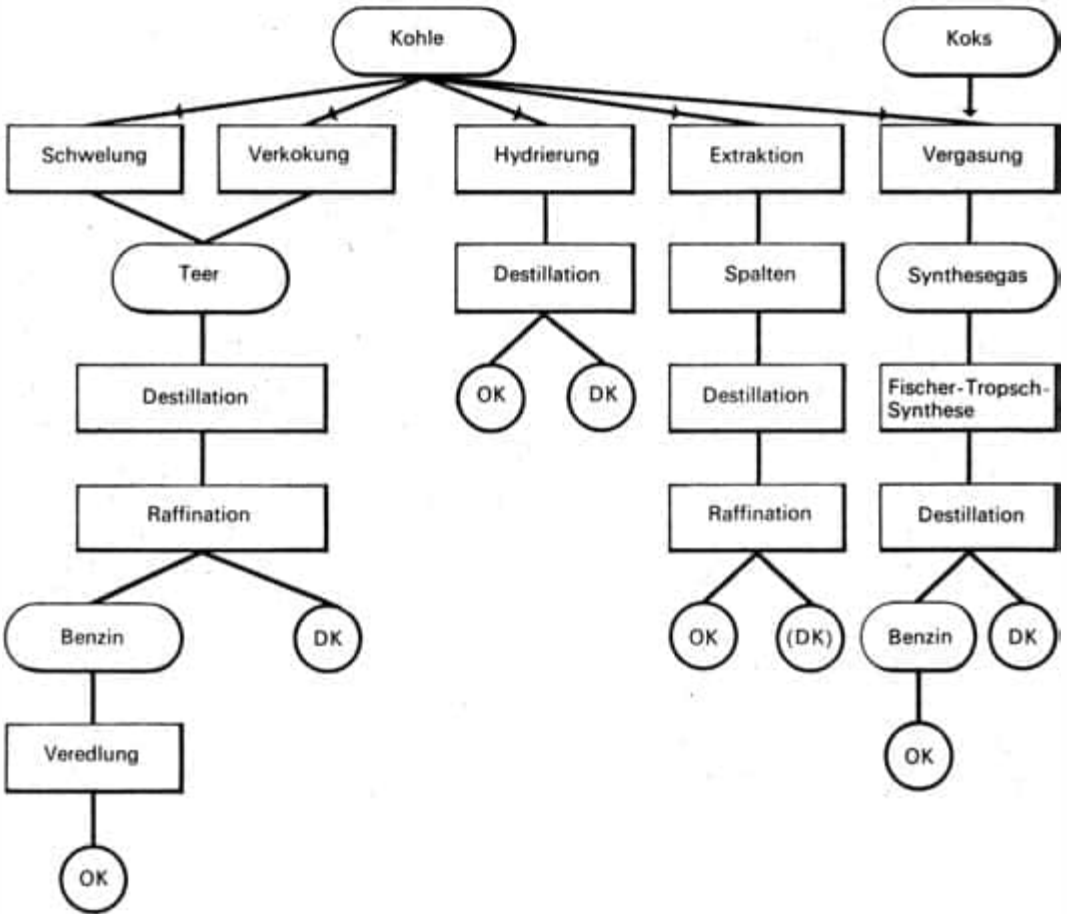 Kohle
Koks
Schwelung
Verkokung
Hydrierung
Extraktion
Vergasung
Teer
Destillation
Spalten
Synthesegas
Destillation
OK
DK
Destillation
Fischer-Tropsch-
Synthese
Raffination
Raffination
Destillation
Benzin
DK
OK
(DK)
Benzin
DK
Veredlung
OK
OK